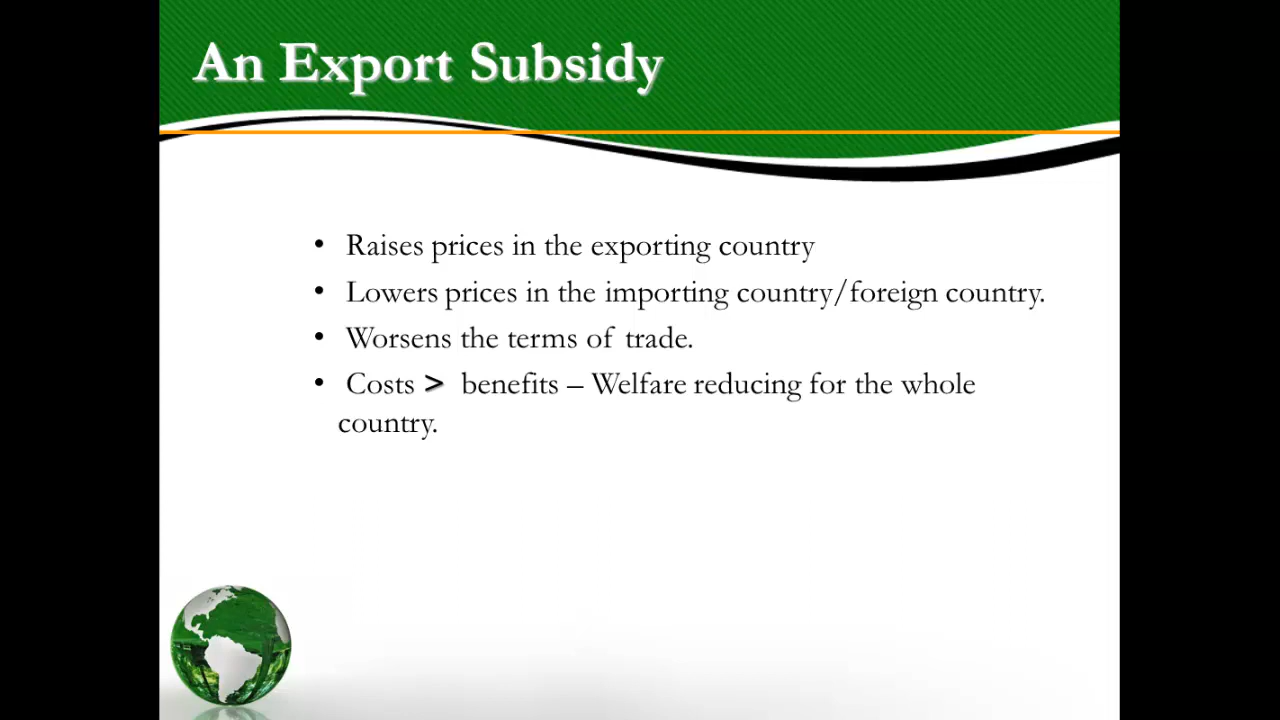 An Export Subsidy
• Raises prices in the exporting country
• Lowers prices in the importing country/foreign country.
• Worsens the terms of trade.
• Costs > benefits – Welfare reducing for the whole
country.